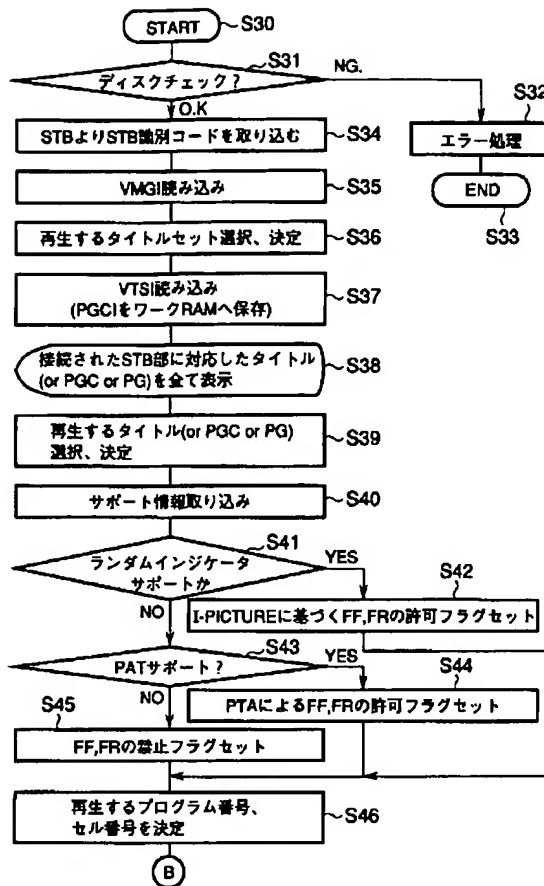 START
S30
S31
ディスクチェック?
NG.
O.K
S32
エラー処理
END
S33
STBよりSTB識別コードを取り込む
S34
VMGI読み込み
S35
再生するタイトルセット選択、決定
S36
VTSI読み込み
(PGCIをワークRAMへ保存)
S37
接続されたSTB部に対応したタイトル
(or PGC or PG)を全て表示
S38
再生するタイトル(or PGC or PG)
選択、決定
S39
サポート情報取り込み
S40
S41
ランダムインジケータ
サポートか
YES
NO
S42
I-PICTUREに基づくFF,FRの許可フラグセット
S43
PATサポート?
YES
NO
S44
PTAによるFF,FRの許可フラグセット
S45
FF,FRの禁止フラグセット
再生するプログラム番号、
セル番号を決定
S46
B